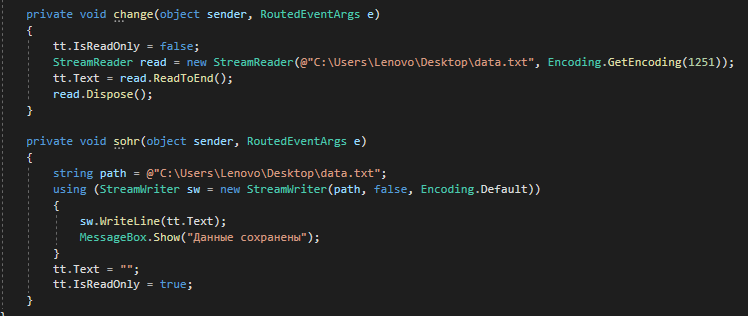 private void change(object sender, RoutedEventArgs e)
{
tt.IsReadOnly = false;
StreamReader read = new StreamReader(@"C:\Users\Lenovo\Desktop\data.txt", Encoding.GetEncoding(1251));
tt.Text = read.ReadToEnd();
read.Dispose();
}
private void sohr(object sender, RoutedEventArgs e)
{
string path = @"C:\Users\Lenovo\Desktop\data.txt";
using (StreamWriter sw = new StreamWriter(path, false, Encoding.Default))
{
sw.WriteLine(tt.Text);
MessageBox.Show("Данные сохранены");
}
tt.Text = "";
tt.IsReadOnly = true;
}
}